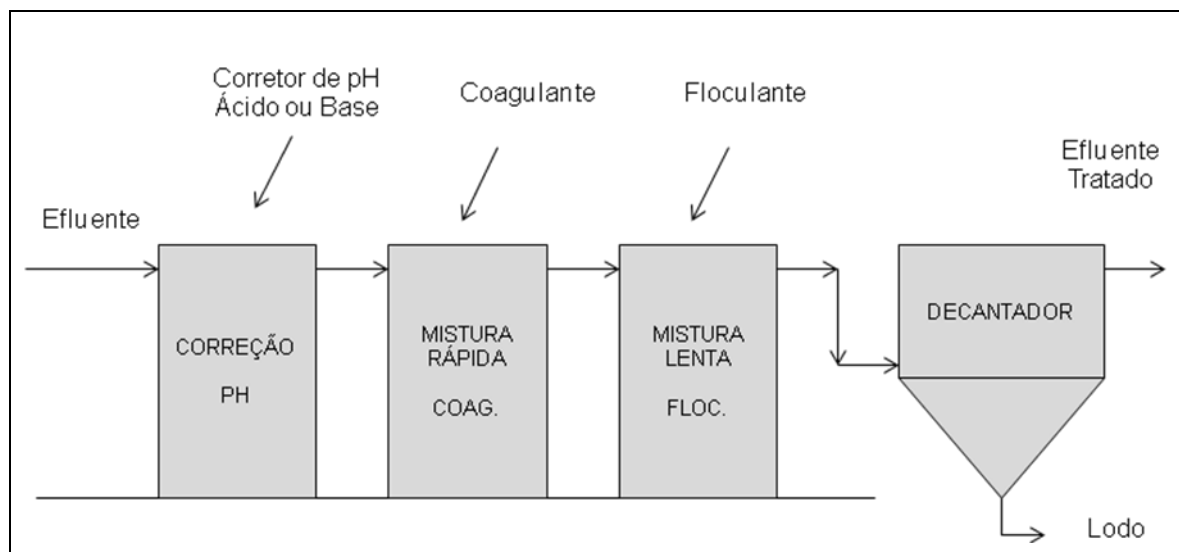 Corretor de pH
Ácido ou Base
Coagulante
Floculante
Efluente
Tratado
Efluente
CORREÇÃO
PH
MISTURA
RÁPIDA
COAG.
MISTURA
LENTA
FLOC.
DECANTADOR
Lodo